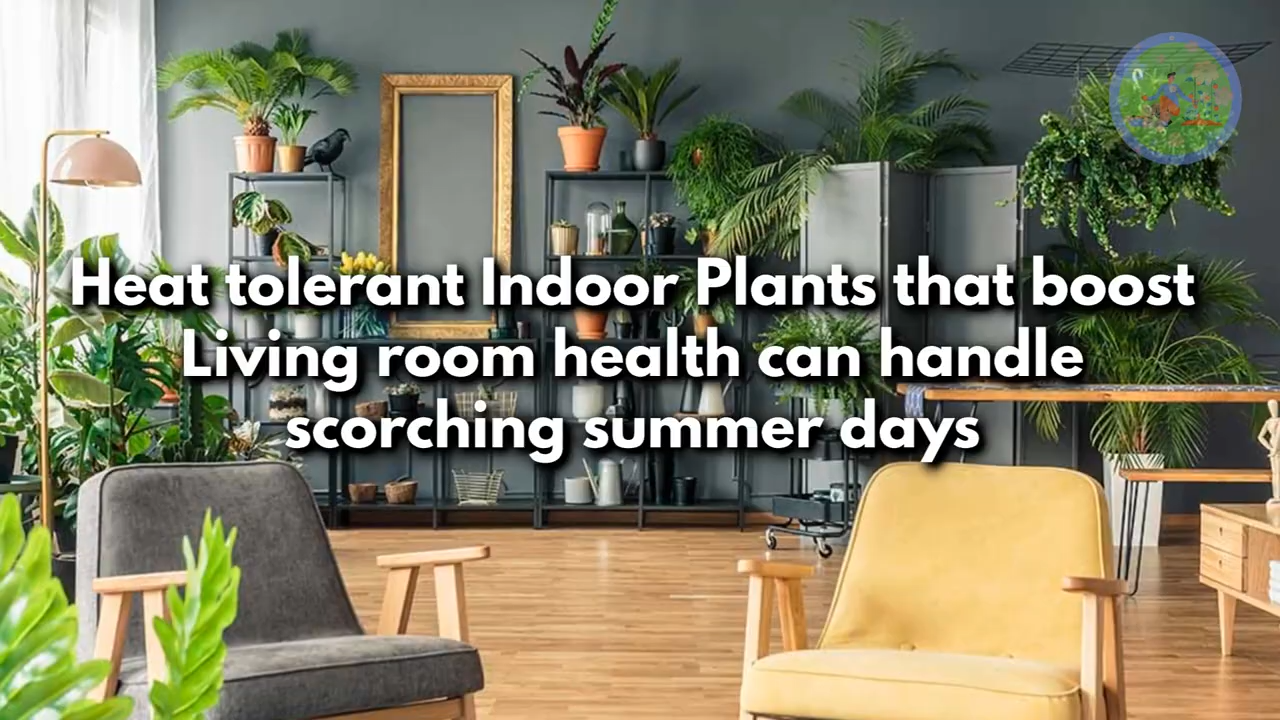 Heat tolerant Indoor Plants that boost
Living room health can handle
scorching summer days